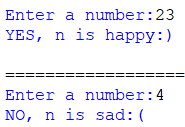 Enter a number:23
YES, n is happy:)
===================
Enter a number:4
NO, n is sad:(